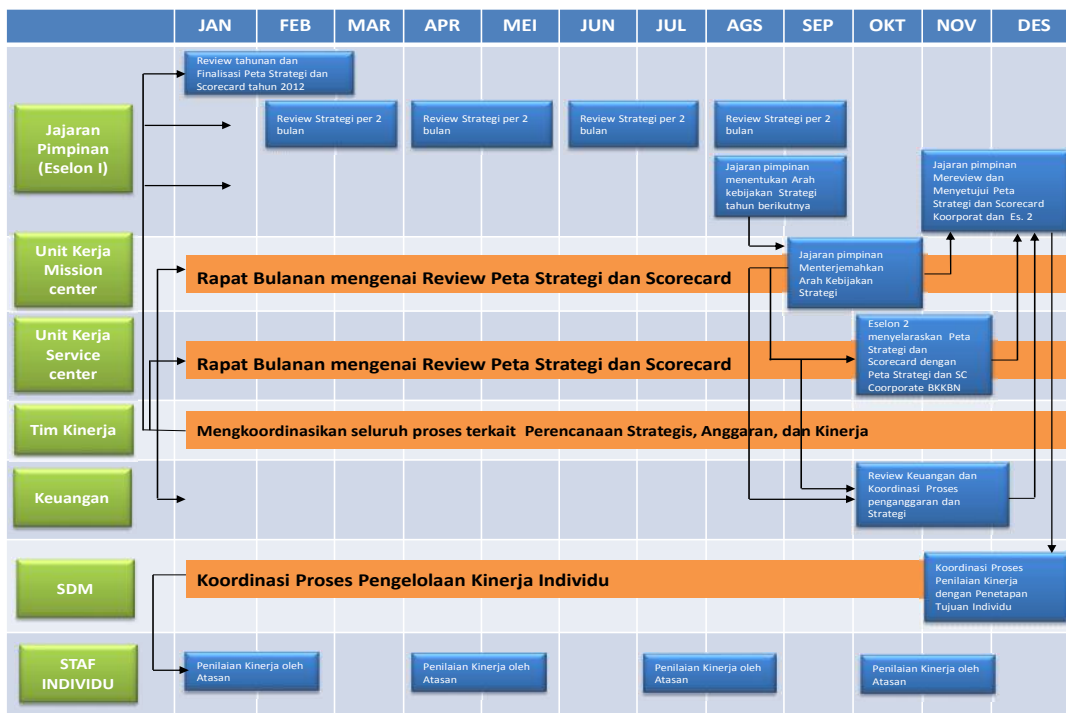 JAN FEB MAR APR MEI JUN JUL AGS SEP OKT NOV DES
Jajaran
Pimpinan
(Eselon I)
Review tahunan dan
Finalisasi Peta Strategi dan
Scorecard tahun 2012
Review Strategi per 2
bulan
Review Strategi per 2
bulan
Review Strategi per 2
bulan
Review Strategi per 2
bulan
Jajaran pimpinan
menentukan Arah
kebijakan Strategi
tahun berikutnya
Jajaran pimpinan
Mereview dan
Menyetujui Peta
Strategi dan Scorecard
Koorporat dan Es. 2
Unit Kerja
Mission
center
Rapat Bulanan mengenai Review Peta Strategi dan Scorecard
Jajaran pimpinan
Menterjemahkan
Arah Kebijakan
Strategi
Unit Kerja
Service
center
Rapat Bulanan mengenai Review Peta Strategi dan Scorecard
Eselon 2
menyelaraskan Peta
Strategi dan
Scorecard dengan
Peta Strategi dan SC
Coorporate BKKBN
Tim Kinerja
Mengkoordinasikan seluruh proses terkait Perencanaan Strategis, Anggaran, dan Kinerja
Keuangan
Review Keuangan dan
Koordinasi Proses
penganggaran dan
Strategi
SDM
Koordinasi Proses Pengelolaan Kinerja Individu
Koordinasi Proses
Penilaian Kinerja
dengan Penetapan
Tujuan Individu
STAF
INDIVIDU
Penilaian Kinerja oleh
Atasan
Penilaian Kinerja oleh
Atasan
Penilaian Kinerja oleh
Atasan
Penilaian Kinerja oleh
Atasan